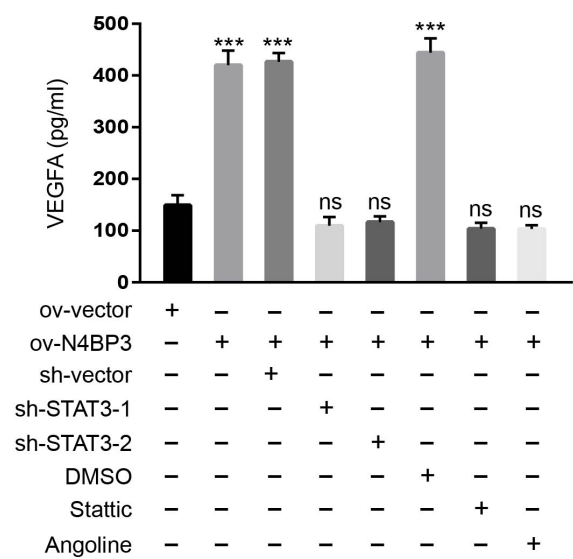 500
400
300
200
100
0
VEGFA (pg/ml)
***
***
ns
ns
***
ns
ns
ov-vector + – – – – – – –
ov-N4BP3 – + + + + + + +
sh-vector – – + – – – – –
sh-STAT3-1 – – – + – – – –
sh-STAT3-2 – – – – + – – –
DMSO – – – – – + – –
Stattic – – – – – – + –
Angoline – – – – – – – +